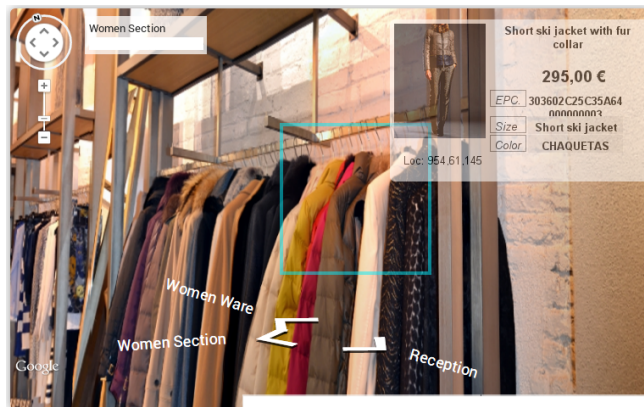 N
Women Section
Short ski jacket with fur
collar
295,00 €
EPC. 303602C25C35A64
000000003
Size Short ski jacket
Color CHAQUETAS
Loc: 954,61,145
Women Ware
Women Section
Reception
Google